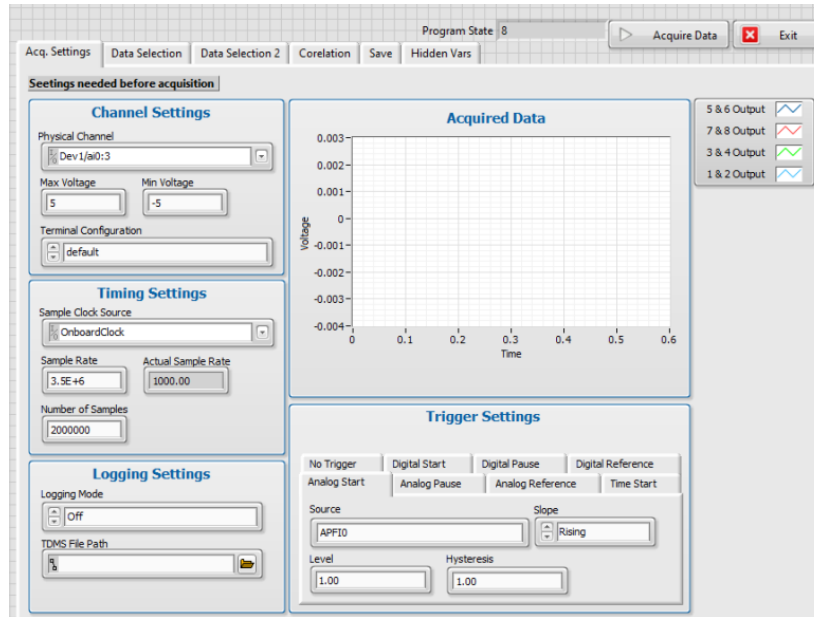 Program State 8
Acquire Data
Exit
Acq. Settings Data Selection Data Selection 2 Corelation Save Hidden Vars
Seetings needed before acquisition
Channel Settings
Physical Channel
Dev1/ai0:3
Max Voltage Min Voltage
5 -5
Terminal Configuration
default
Timing Settings
Sample Clock Source
OnboardClock
Sample Rate Actual Sample Rate
3.5E+6 1000.00
Number of Samples
2000000
Logging Settings
Logging Mode
Off
TDMS File Path
Acquired Data
0.003
0.002
0.001
0
-0.001
-0.002
-0.003
-0.004
Voltage
0 0.1 0.2 0.3 0.4 0.5 0.6
Time
5 & 6 Output
7 & 8 Output
3 & 4 Output
1 & 2 Output
Trigger Settings
No Trigger Digital Start Digital Pause Digital Reference
Analog Start Analog Pause Analog Reference Time Start
Source Slope
APFI0 Rising
Level Hysteresis
1.00 1.00